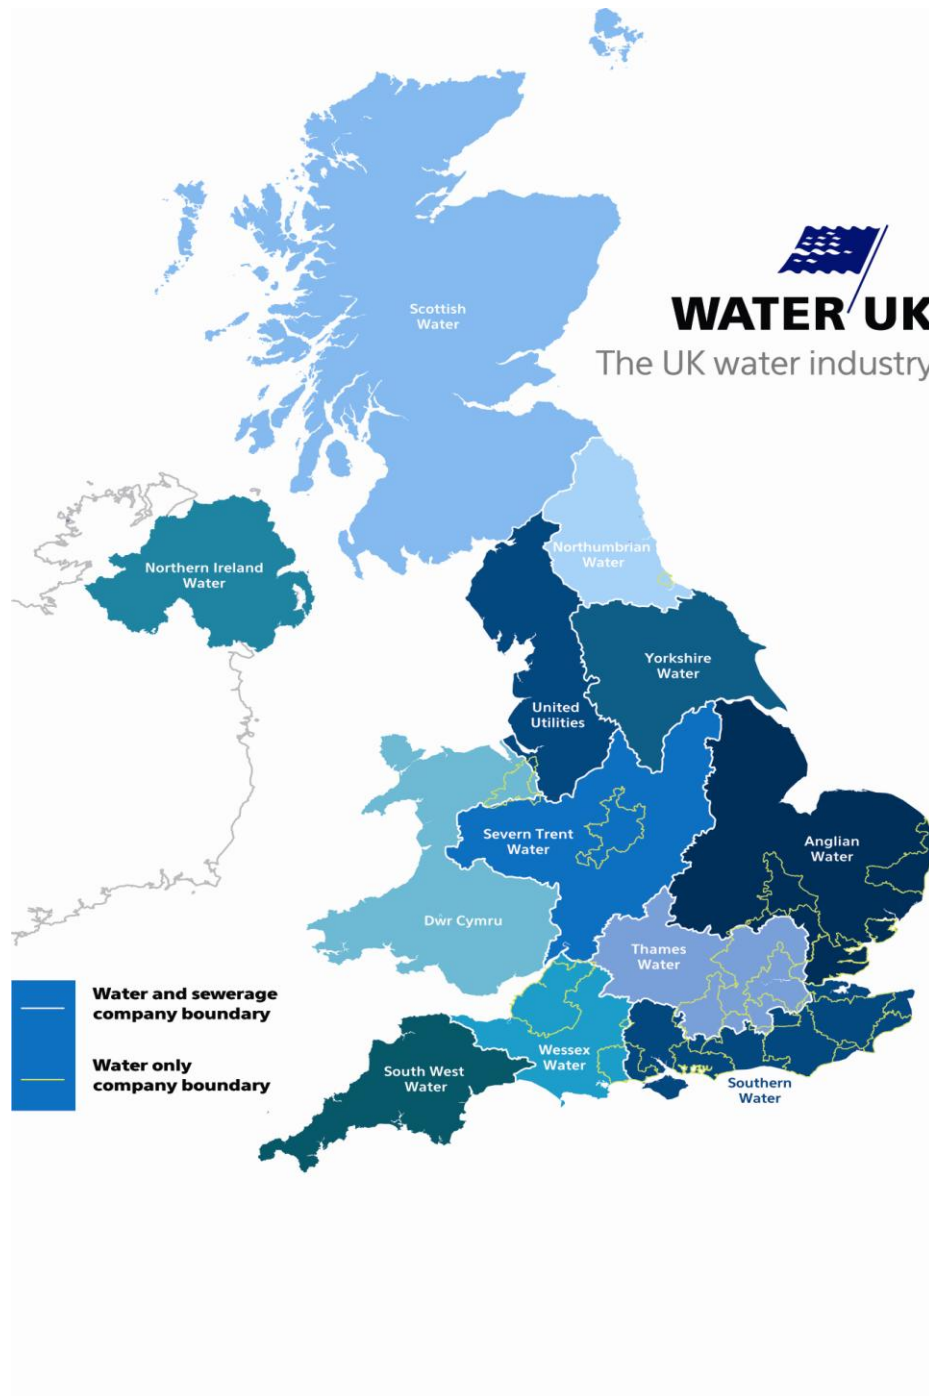 WATER UK
The UK water industry
Scottish
Water
Northumbrian
Water
Northern Ireland
Water
Yorkshire
Water
United
Utilities
Severn Trent
Water
Anglian
Water
Dwr Cymru
Thames
Water
Water and sewerage
company boundary
Wessex
Water
South West
Water
Water only
company boundary
Southern
Water